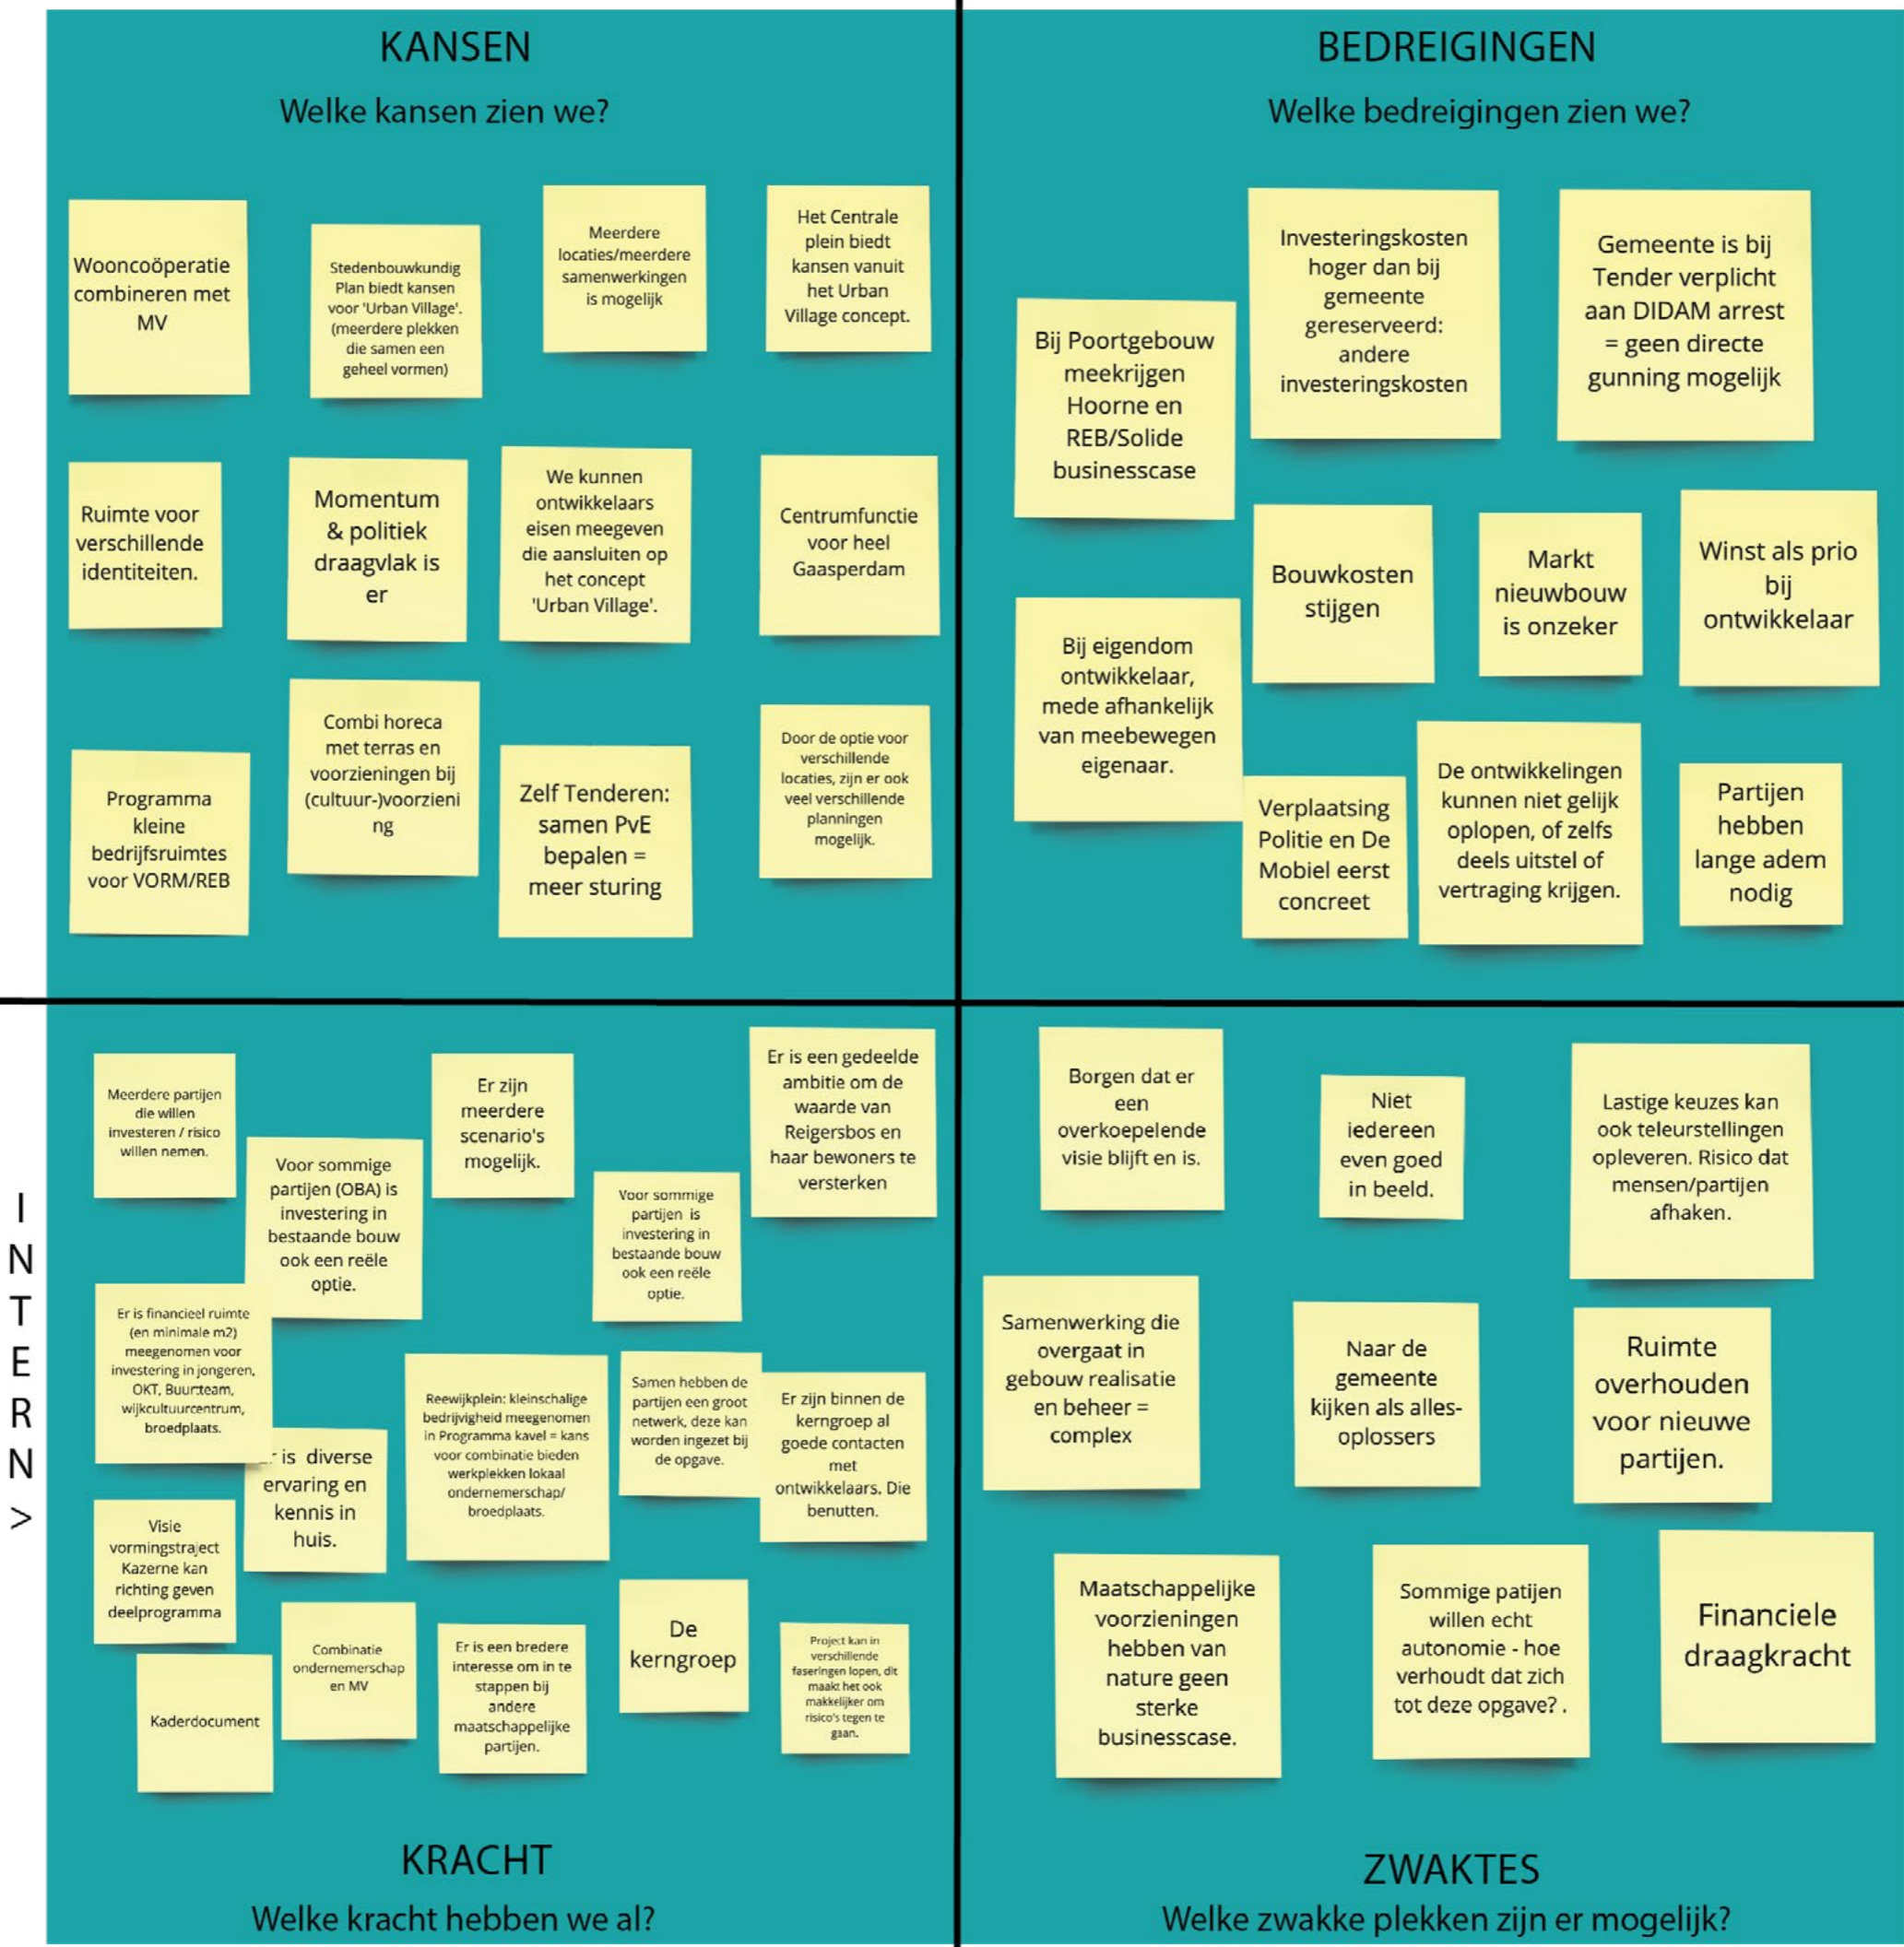 KANSEN
Welke kansen zien we?
Wooncoöperatie
combineren met
MV
Stedenbouwkundig
Plan biedt kansen
voor 'Urban Village'.
(meerdere plekken
die samen een
geheel vormen)
Meerdere
locaties/meerdere
samenwerkingen
is mogelijk
Het Centrale
plein biedt
kansen vanuit
het Urban
Village concept.
Ruimte voor
verschillende
identiteiten.
Momentum
& politiek
draagvlak is
er
We kunnen
ontwikkelaars
eisen meegeven
die aansluiten op
het concept
'Urban Village'.
Centrumfunctie
voor heel
Gaasperdam
Programma
kleine
bedrijfsruimtes
voor VORM/REB
Combi horeca
met terras en
voorzieningen bij
(cultuur-)voorzieni
ng
Zelf Tenderen:
samen PvE
bepalen =
meer sturing
Door de optie voor
verschillende
locaties, zijn er ook
veel verschillende
planningen
mogelijk.
BEDREIGINGEN
Welke bedreigingen zien we?
Bij Poortgebouw
meekrijgen
Hoorne en
REB/Solide
businesscase
Investeringskosten
hoger dan bij
gemeente
gereserveerd:
andere
investeringskosten
Gemeente is bij
Tender verplicht
aan DIDAM arrest
= geen directe
gunning mogelijk
Bouwkosten
stijgen
Markt
nieuwbouw
is onzeker
Winst als prio
bij
ontwikkelaar
Bij eigendom
ontwikkelaar,
mede afhankelijk
van meebewegen
eigenaar.
Verplaatsing
Politie en De
Mobiel eerst
concreet
De ontwikkelingen
kunnen niet gelijk
oplopen, of zelfs
deels uitstel of
vertraging krijgen.
Partijen
hebben
lange adem
nodig
I
N
T
E
R
N
>
Meerdere partijen
die willen
investeren / risico
willen nemen.
Voor sommige
partijen (OBA) is
investering in
bestaande bouw
ook een reële
optie.
Er zijn
meerdere
scenario's
mogelijk.
Voor sommige
partijen is
investering in
bestaande bouw
ook een reële
optie.
Er is een gedeelde
ambitie om de
waarde van
Reigersbos en
haar bewoners te
versterken
Er is financieel ruimte
(en minimale m2)
meegenomen voor
investering in jongeren,
OKT, Buurtteam,
wijkcultuurcentrum,
broedplaats.
Er is diverse
ervaring en
kennis in
huis.
Reewijkplein: kleinschalige
bedrijvigheid meegenomen
in Programma kavel = kans
voor combinatie bieden
werkplekken lokaal
ondernemerschap/
broedplaats.
Samen hebben de
partijen een groot
netwerk, deze kan
worden ingezet bij
de opgave.
Er zijn binnen de
kerngroep al
goede contacten
met
ontwikkelaars. Die
benutten.
Visie
vormingstraject
Kazerne kan
richting geven
deelprogramma
Kaderdocument
Combinatie
ondernemerschap
en MV
Er is een bredere
interesse om in te
stappen bij
andere
maatschappelijke
partijen.
De
kerngroep
Project kan in
verschillende
faseringen lopen, dit
maakt het ook
makkelijker om
risico's tegen te
gaan.
KRACHT
Welke kracht hebben we al?
Borgen dat er
een
overkoepelende
visie blijft en is.
Niet
iedereen
even goed
in beeld.
Lastige keuzes kan
ook teleurstellingen
opleveren. Risico dat
mensen/partijen
afhaken.
Samenwerking die
overgaat in
gebouw realisatie
en beheer =
complex
Naar de
gemeente
kijken als alles-
oplossers
Ruimte
overhouden
voor nieuwe
partijen.
Maatschappelijke
voorzieningen
hebben van
nature geen
sterke
businesscase.
Sommige patijen
willen echt
autonomie - hoe
verhoudt dat zich
tot deze opgave? .
Financiele
draagkracht
ZWAKTES
Welke zwakke plekken zijn er mogelijk?